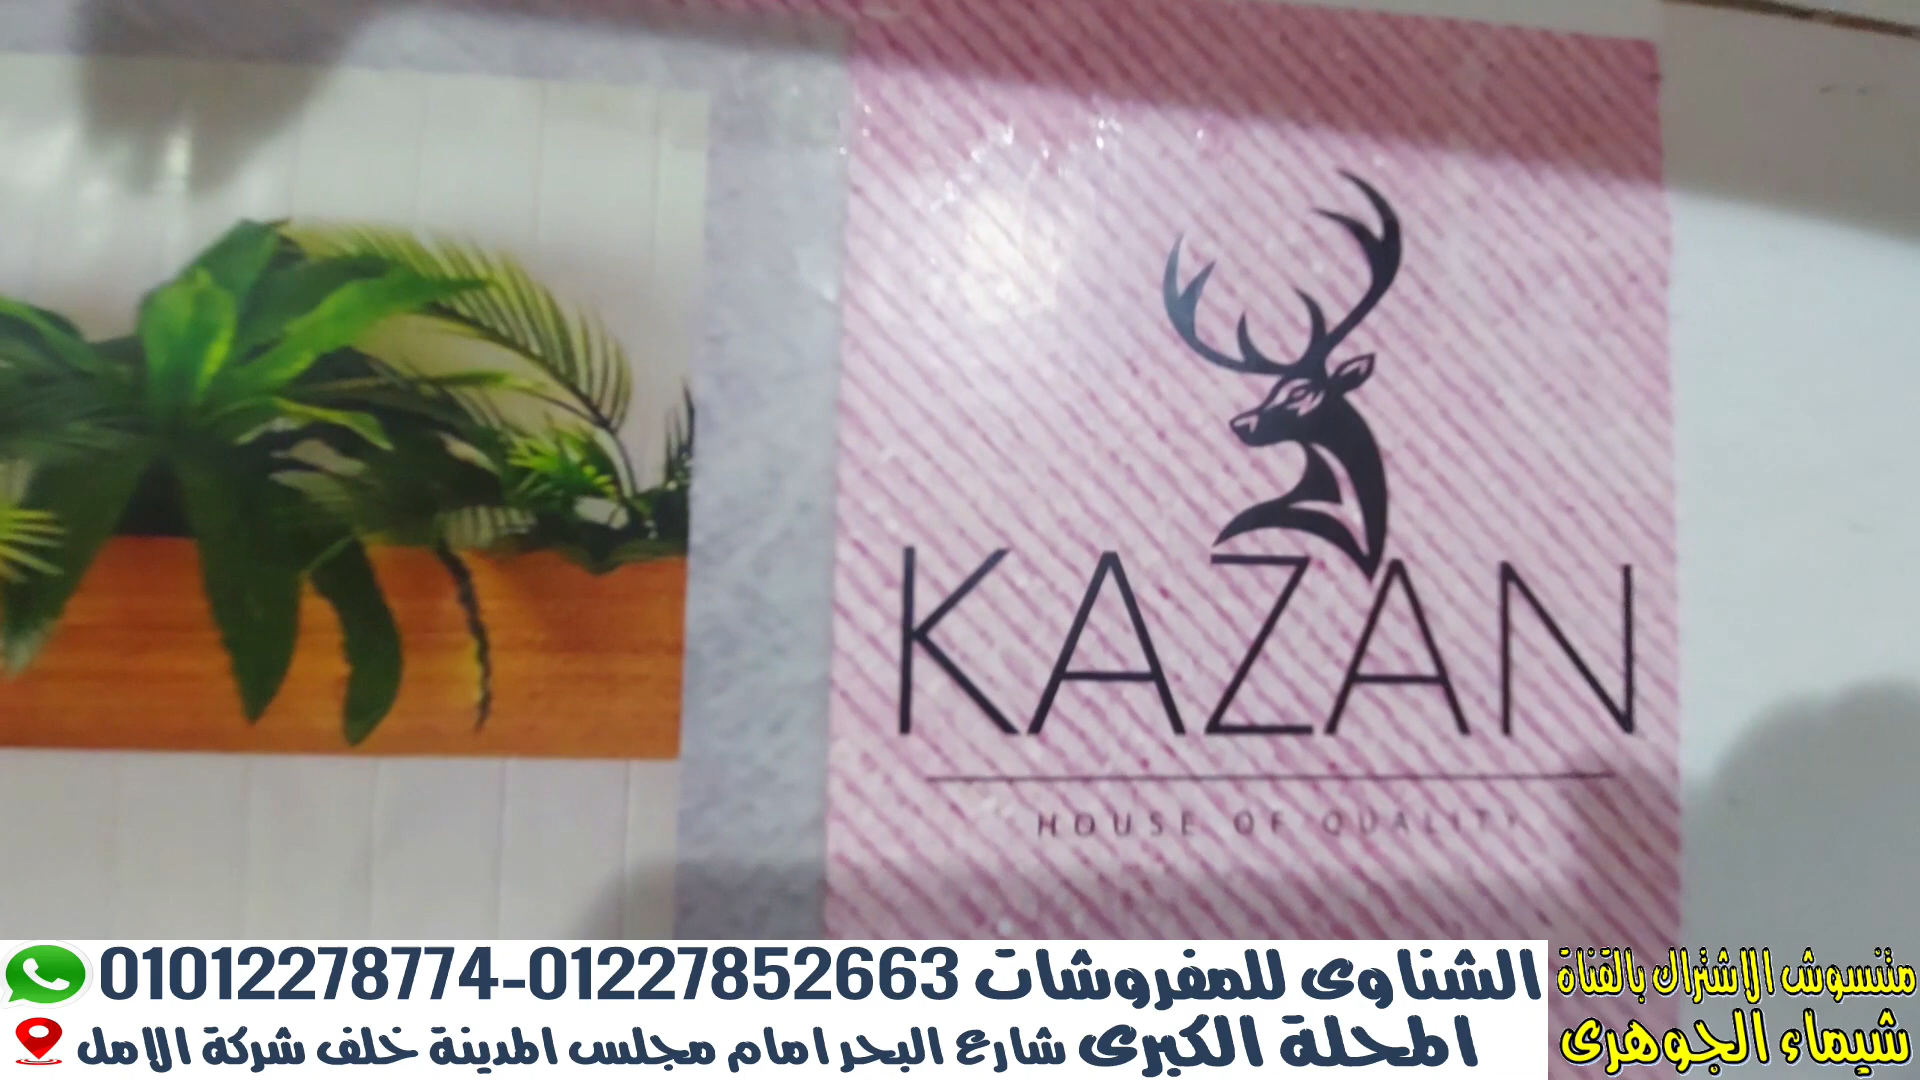 KAZAN
HOUSE OF QUALITY
الشناوى للمفروشات 01227852663-01012278774
المحلة الكبرى شارع البحر امام مجلس المدينة خلف شركة الامل
متنسوش الاشتراك بالقناة
شيماء الجوهرى